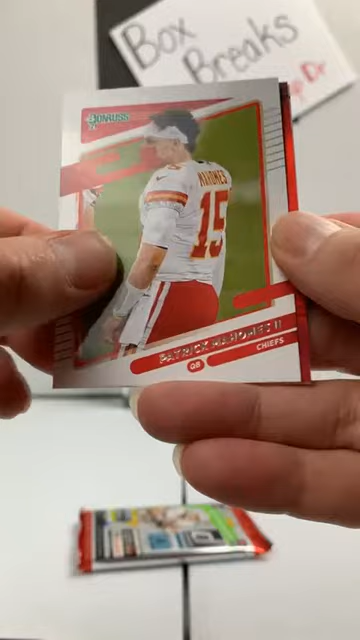 Box
Breaks
DONRUSS
MAHOMES
15
PATRICK MAHOMES II
QB
CHIEFS